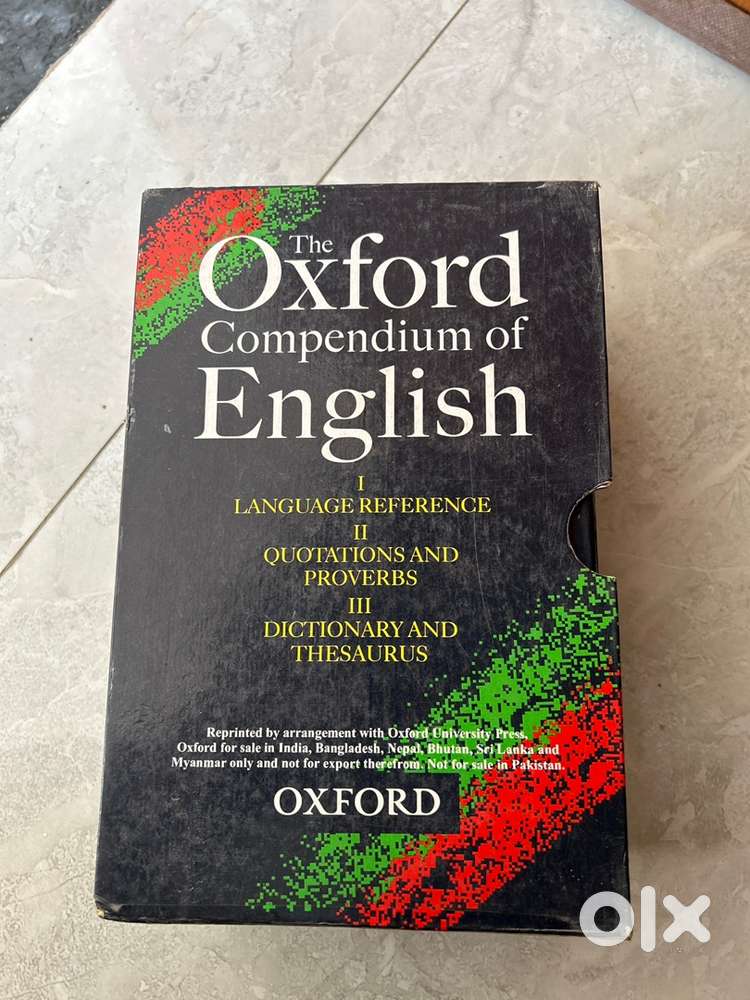 The
Oxford
Compendium of
English
I
LANGUAGE REFERENCE
II
QUOTATIONS AND
PROVERBS
III
DICTIONARY AND
THESAURUS
Reprinted by arrangement with Oxford University Press,
Oxford for sale in India, Bangladesh, Nepal, Bhutan, Sri Lanka and
Myanmar only and not for export therefrom. Not for sale in Pakistan.
OXFORD
olx